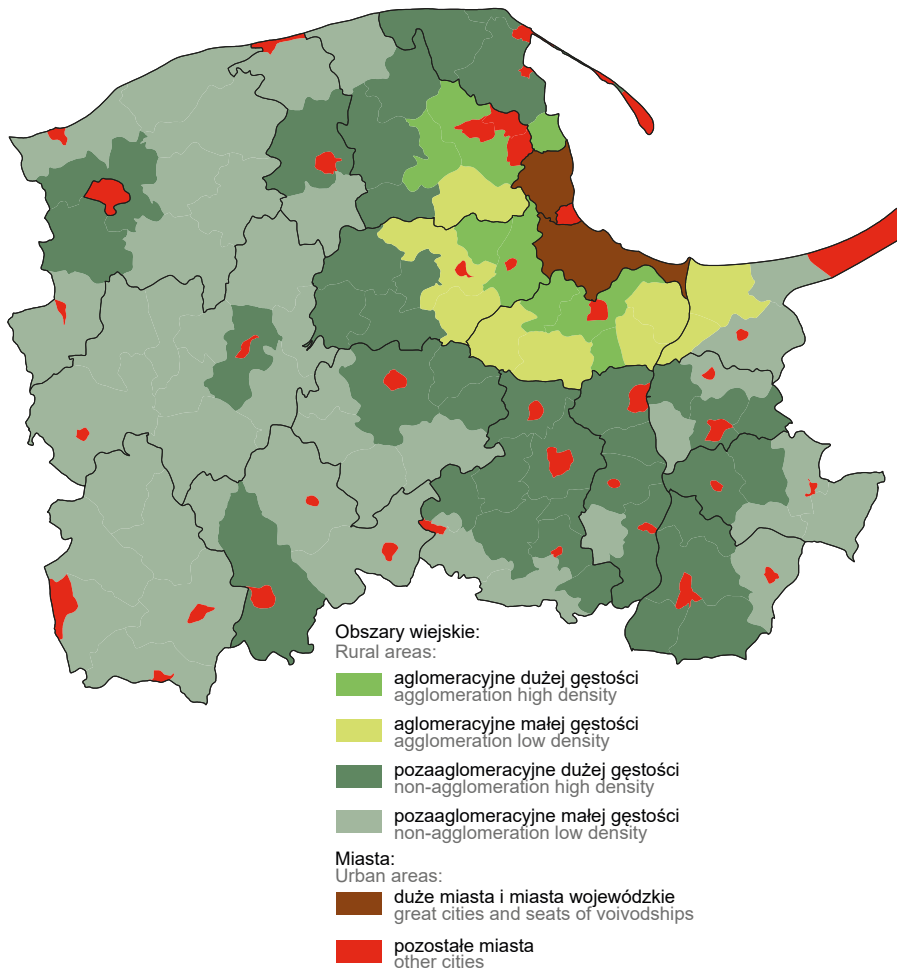 Obszary wiejskie:
Rural areas:
aglomeracyjne dużej gęstości
agglomeration high density
aglomeracyjne małej gęstości
agglomeration low density
pozaaglomeracyjne dużej gęstości
non-agglomeration high density
pozaaglomeracyjne małej gęstości
non-agglomeration low density
Miasta:
Urban areas:
duże miasta i miasta wojewódzkie
great cities and seats of voivodships
pozostałe miasta
other cities